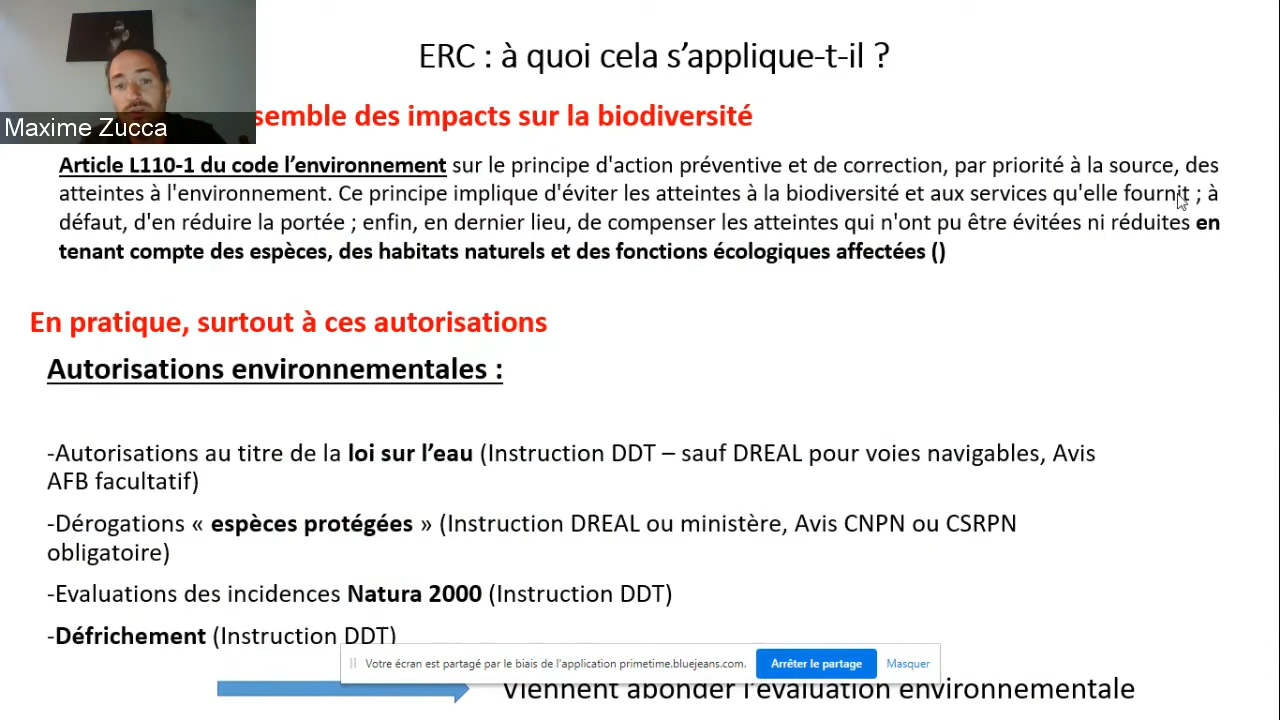 ERC : à quoi cela s’applique-t-il ?
Maxime Zucca
semble des impacts sur la biodiversité
Article L110-1 du code l’environnement sur le principe d'action préventive et de correction, par priorité à la source, des
atteintes à l'environnement. Ce principe implique d'éviter les atteintes à la biodiversité et aux services qu'elle fournit ; à
défaut, d'en réduire la portée ; enfin, en dernier lieu, de compenser les atteintes qui n'ont pu être évitées ni réduites en
tenant compte des espèces, des habitats naturels et des fonctions écologiques affectées ()
En pratique, surtout à ces autorisations
Autorisations environnementales :
-Autorisations au titre de la loi sur l’eau (Instruction DDT – sauf DREAL pour voies navigables, Avis
AFB facultatif)
-Dérogations « espèces protégées » (Instruction DREAL ou ministère, Avis CNPN ou CSRPN
obligatoire)
-Evaluations des incidences Natura 2000 (Instruction DDT)
-Défrichement (Instruction DDT)
Votre écran est partagé par le biais de l'application primetime.bluejeans.com. Arrêter le partage Masquer
Viennent abonder l’évaluation environnementale